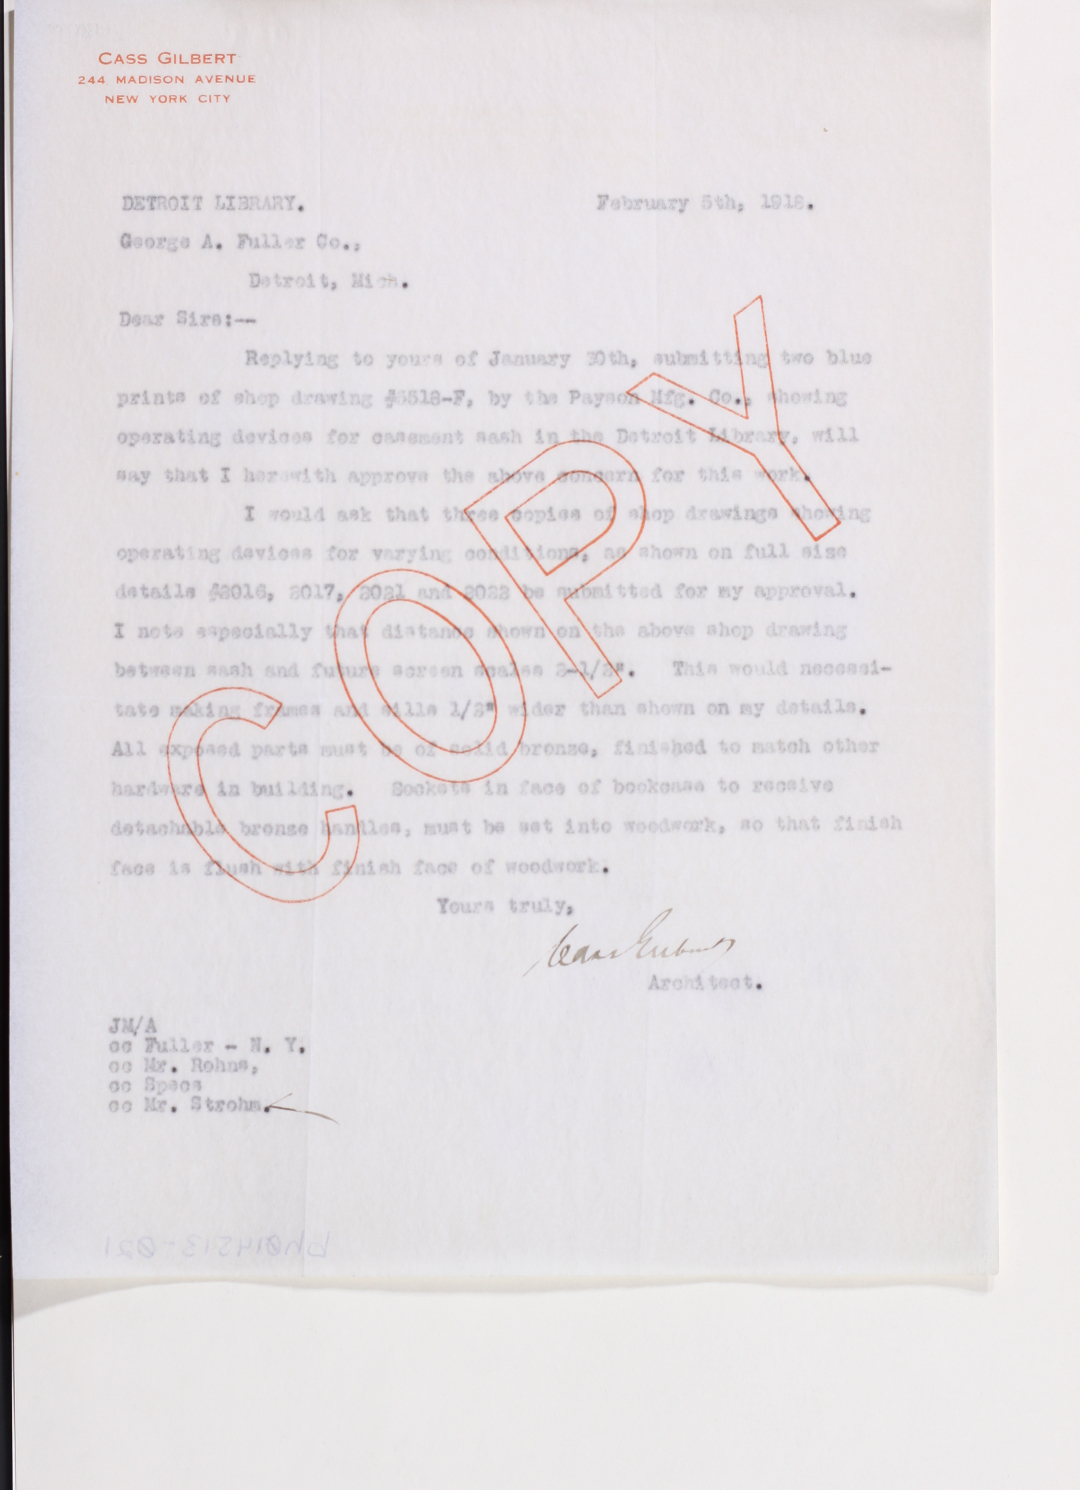 CASS GILBERT
244 MADISON AVENUE
NEW YORK CITY
DETROIT LIBRARY. February 5th, 1918.
George A. Fuller Co.,
Detroit, Mich.
Dear Sirs:--
Replying to yours of January 30th, submitting two blue
prints of shop drawing #5518-F, by the Payson Mfg. Co., showing
operating devices for casement sash in the Detroit Library, will
say that I herewith approve the above concern for this work.
I would ask that three copies of shop drawings showing
operating devices for varying conditions, as shown on full size
details #2016, 2017, 2021 and 2022 be submitted for my approval.
I note especially that distance shown on the above shop drawing
between sash and future screen scales 2-1/2". This would necessi-
tate making frames and sills 1/2" wider than shown on my details.
All exposed parts must be of solid bronze, finished to match other
hardware in building. Sockets in face of bookcase to receive
detachable bronze handles, must be set into woodwork, so that finish
face is flush with finish face of woodwork.
COPY
Yours truly,
Cass Gilbert
Architect.
JM/A
cc Fuller - N. Y.
cc Mr. Rohns,
cc Specs
cc Mr. Strohm.